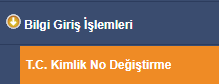 Bilgi Giriş İşlemleri
T.C. Kimlik No Değiştirme